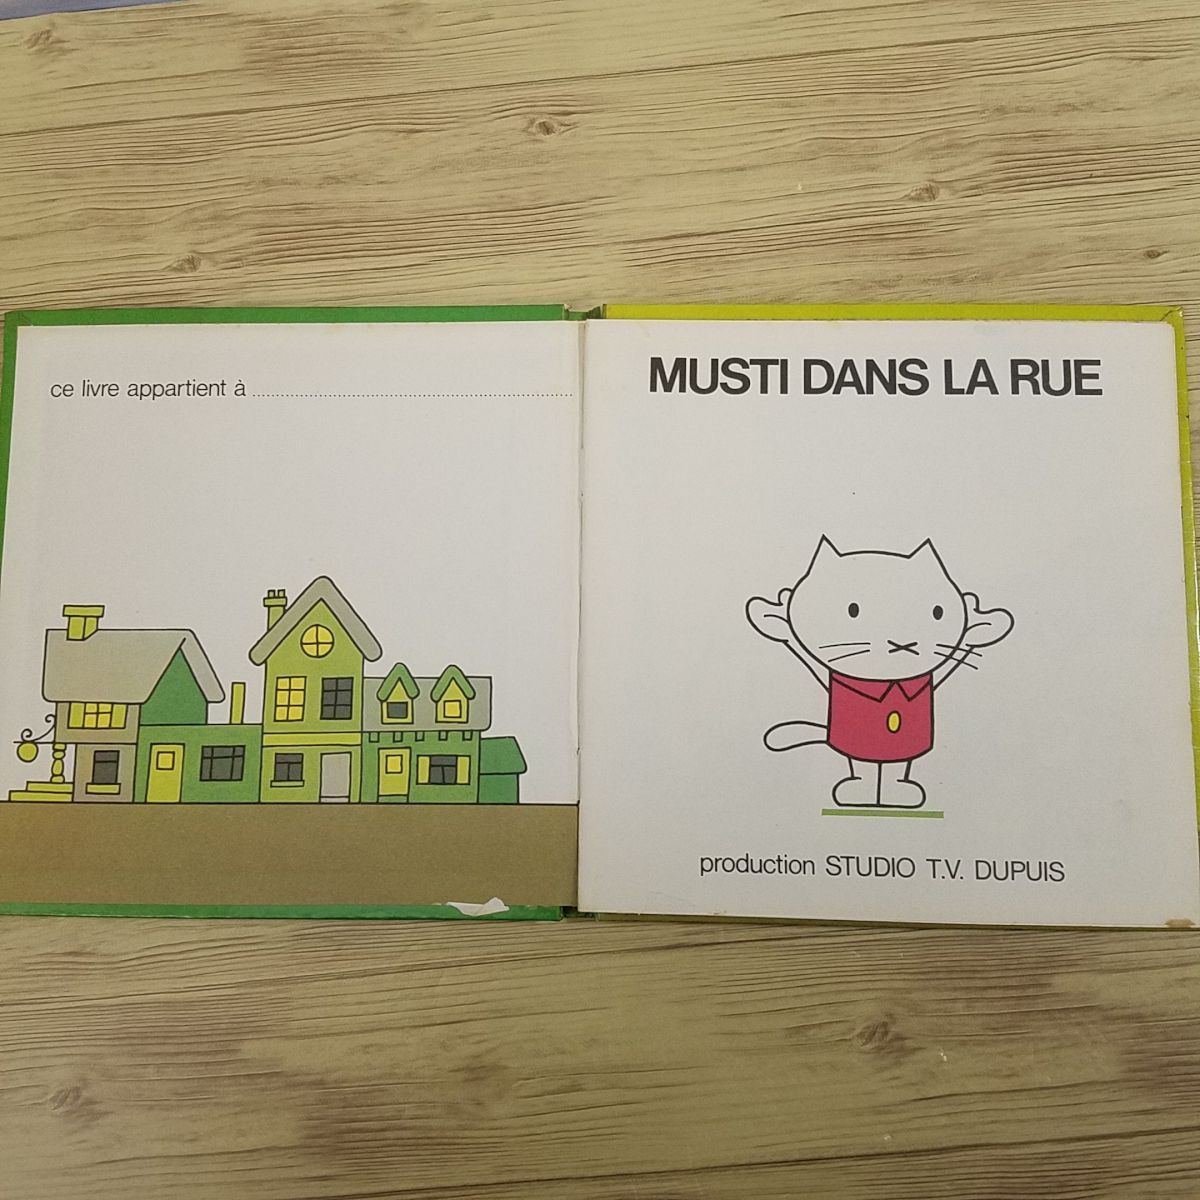 ce livre appartient à ........................................................................
MUSTI DANS LA RUE
production STUDIO T.V. DUPUIS